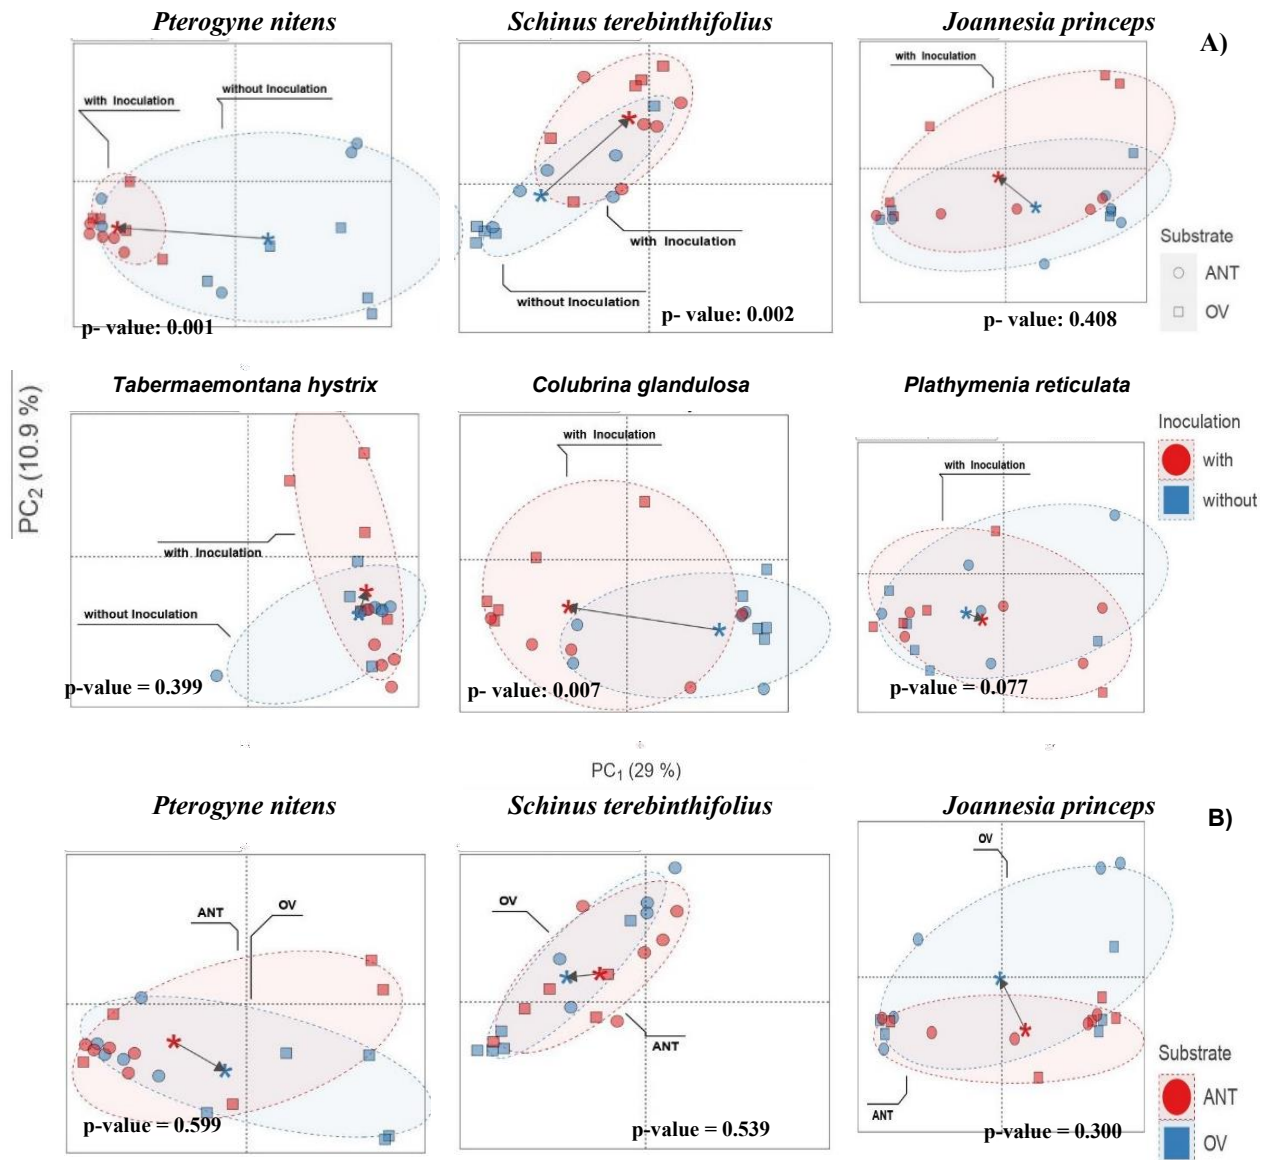 Pterogyne nitens
Schinus terebinthifolius
Joannesia princeps
A)
with Inoculation
without Inoculation
p- value: 0.001
with Inoculation
without Inoculation
p- value: 0.002
with Inoculation
p- value: 0.408
Substrate
ANT
OV
PC2 (10.9 %)
Tabermaemontana hystrix
Colubrina glandulosa
Plathymenia reticulata
with Inoculation
without Inoculation
p-value = 0.399
with Inoculation
p- value: 0.007
with Inoculation
p-value = 0.077
Inoculation
with
without
PC1 (29 %)
Pterogyne nitens
Schinus terebinthifolius
Joannesia princeps
B)
ANT
OV
p-value = 0.599
OV
ANT
p-value = 0.539
OV
ANT
p-value = 0.300
Substrate
ANT
OV